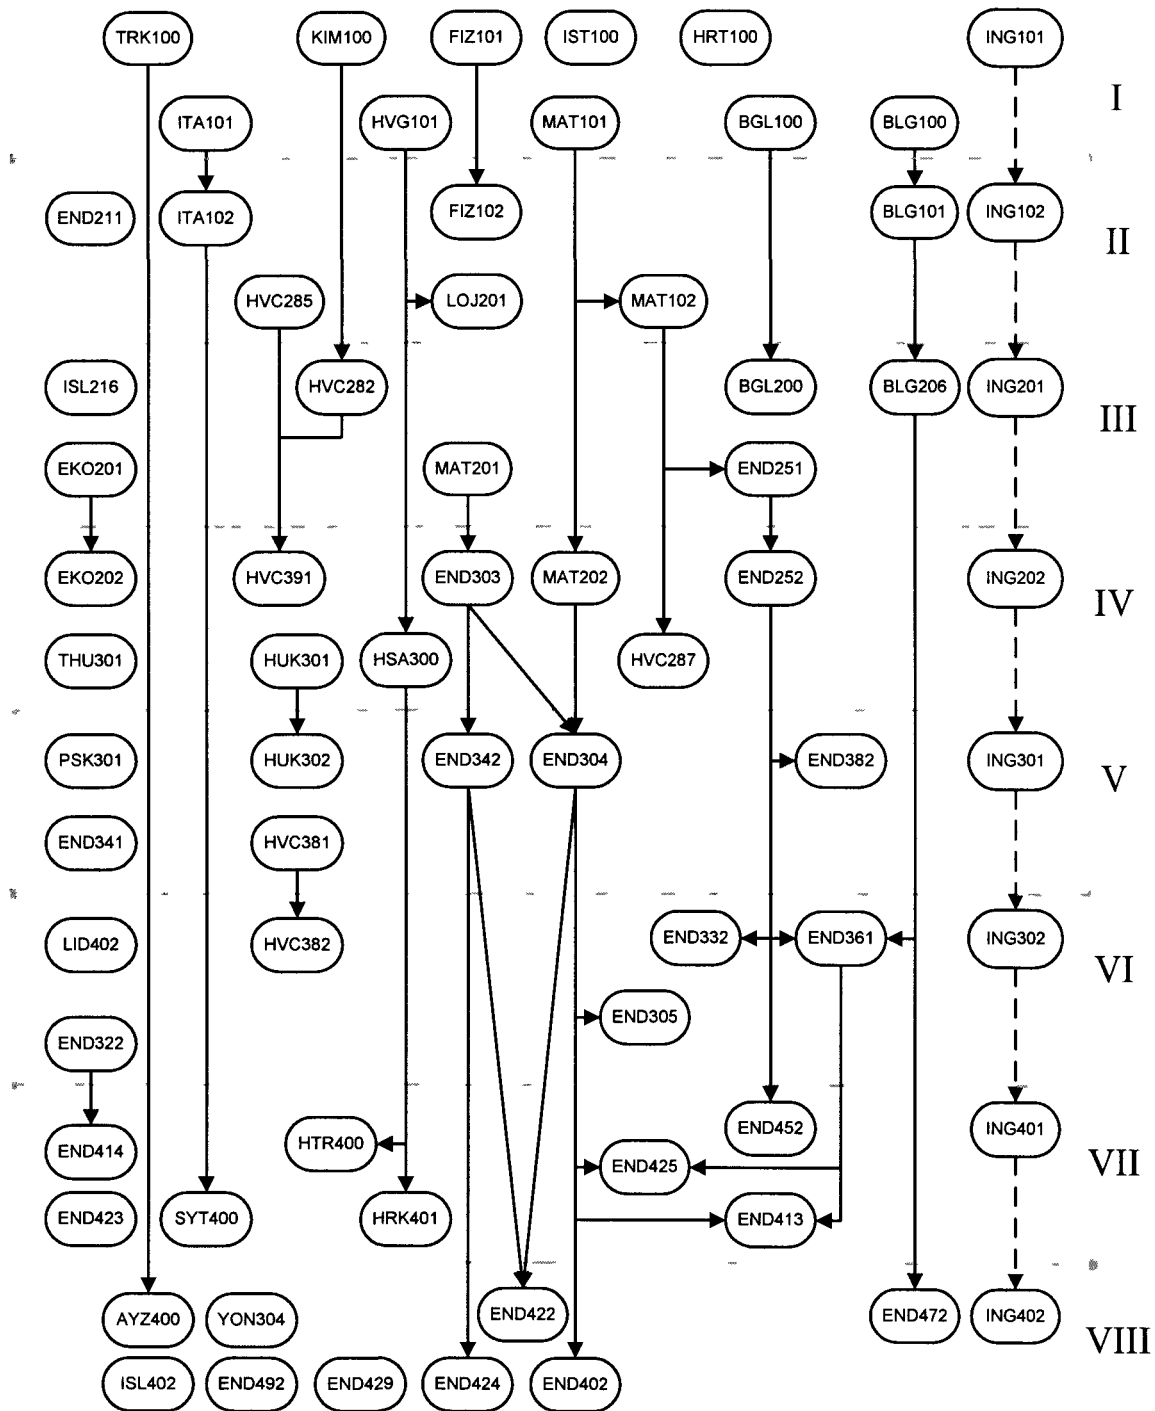 TRK100 KIM100 FIZ101 IST100 HRT100 ING101
I
ITA101 HVG101 MAT101 BGL100 BLG100
END211 ITA102 FIZ102 BLG101 ING102
II
HVC285 LOJ201 MAT102
ISL216 HVC282 BGL200 BLG206 ING201
III
EKO201 MAT201 END251
EKO202 HVC391 END303 MAT202 END252 ING202
IV
THU301 HUK301 HSA300 HVC287
PSK301 HUK302 END342 END304 END382 ING301
V
END341 HVC381
LID402 HVC382 END332 END361 ING302
VI
END305
END322
END452 ING401
END414 HTR400
VII
END425
END423 SYT400 HRK401 END413
END422 END472 ING402
AYZ400 YON304
VIII
ISL402 END492 END429 END424 END402